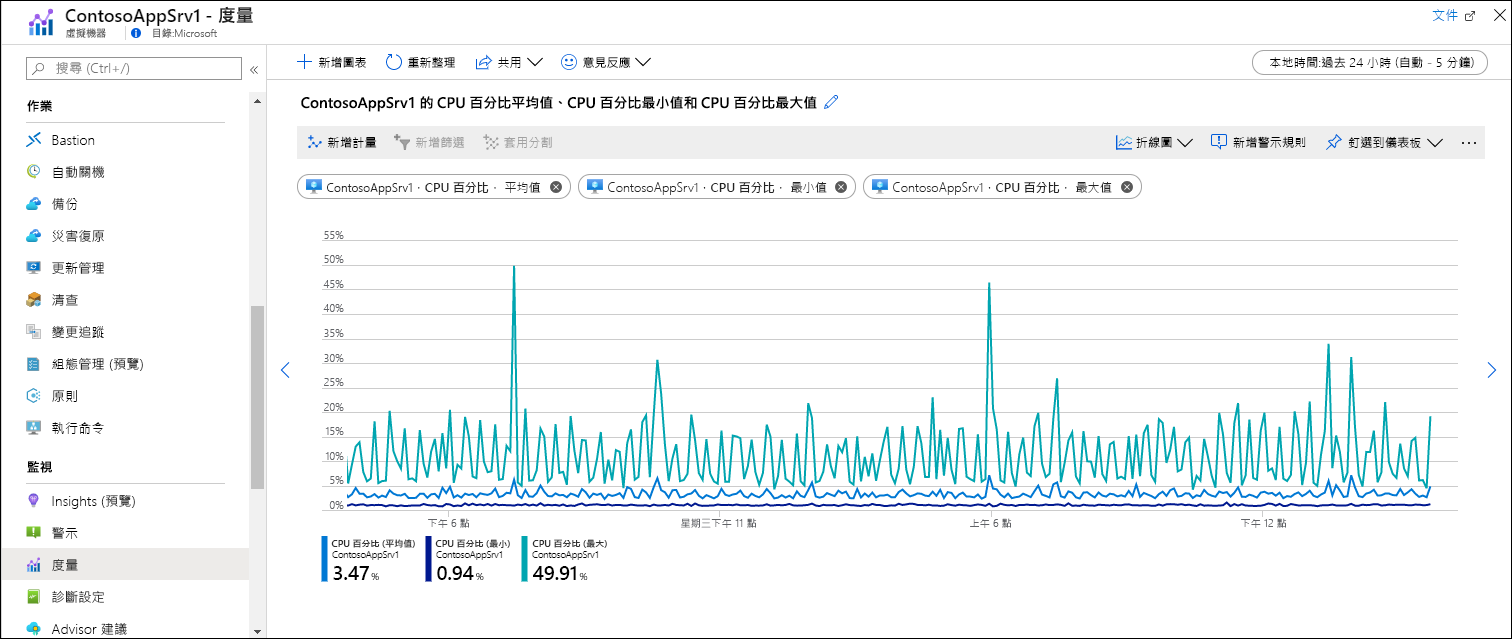 ContosoAppSrv1 - 度量
虛擬機器
目錄:Microsoft
文件
搜尋 (Ctrl+/)
«
作業
Bastion
自動關機
備份
災害復原
更新管理
清查
變更追蹤
組態管理 (預覽)
原則
執行命令
監視
Insights (預覽)
警示
度量
診斷設定
Advisor 建議
新增圖表
重新整理
共用
意見反應
本地時間:過去 24 小時 (自動 - 5 分鐘)
ContosoAppSrv1 的 CPU 百分比平均值、CPU 百分比最小值和 CPU 百分比最大值
新增計量
新增篩選
套用分割
折線圖
新增警示規則
釘選到儀表板
ContosoAppSrv1 · CPU 百分比 · 平均值
ContosoAppSrv1 · CPU 百分比 · 最小值
ContosoAppSrv1 · CPU 百分比 · 最大值
55%
50%
45%
40%
35%
30%
25%
20%
15%
10%
5%
0%
下午 6 點
星期三下午 11 點
上午 6 點
下午 12 點
CPU 百分比 (平均值)
ContosoAppSrv1
3.47 %
CPU 百分比 (最小)
ContosoAppSrv1
0.94 %
CPU 百分比 (最大)
ContosoAppSrv1
49.91 %